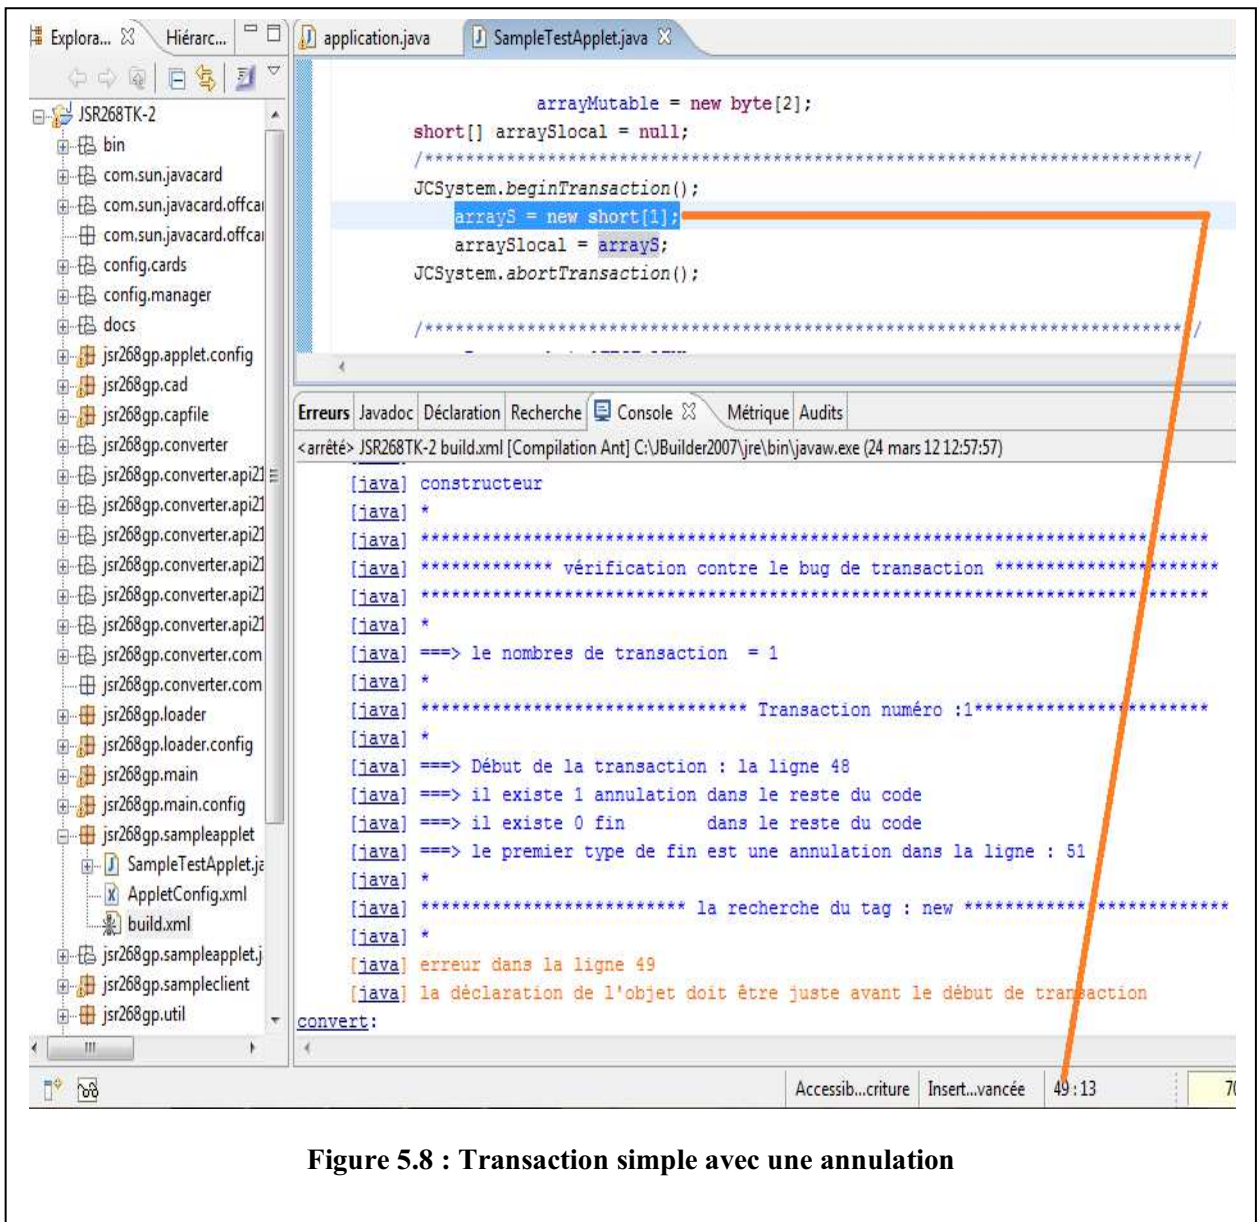 Explora... Hiérarc...
JSR268TK-2
bin
com.sun.javacard
com.sun.javacard.offcar
com.sun.javacard.offcar
config.cards
config.manager
docs
jsr268gp.applet.config
jsr268gp.cad
jsr268gp.capfile
jsr268gp.converter
jsr268gp.converter.api21
jsr268gp.converter.api21
jsr268gp.converter.api21
jsr268gp.converter.api21
jsr268gp.converter.api21
jsr268gp.converter.api21
jsr268gp.converter.com
jsr268gp.converter.com
jsr268gp.loader
jsr268gp.loader.config
jsr268gp.main
jsr268gp.main.config
jsr268gp.sampleapplet
SampleTestApplet.ja
AppletConfig.xml
build.xml
jsr268gp.sampleapplet.j
jsr268gp.sampleclient
jsr268gp.util
application.java SampleTestApplet.java
arrayMutable = new byte[2];
short[] arraySlocal = null;
/***************************************************************************/
JCSystem.beginTransaction();
arrayS = new short[1];
arraySlocal = arrayS;
JCSystem.abortTransaction();
/***************************************************************************/
Erreurs Javadoc Déclaration Recherche Console Métrique Audits
<arrêté> JSR268TK-2 build.xml [Compilation Ant] C:\JBuilder2007\jre\bin\javaw.exe (24 mars 12 12:57:57)
[java] constructeur
[java] *
[java] *****************************************************************************
[java] ************* vérification contre le bug de transaction **********************
[java] *****************************************************************************
[java] *
[java] ===> le nombres de transaction = 1
[java] *
[java] ******************************** Transaction numéro :1***********************
[java] *
[java] ===> Début de la transaction : la ligne 48
[java] ===> il existe 1 annulation dans le reste du code
[java] ===> il existe 0 fin dans le reste du code
[java] ===> le premier type de fin est une annulation dans la ligne : 51
[java] *
[java] ************************** la recherche du tag : new **************************
[java] *
[java] erreur dans la ligne 49
[java] la déclaration de l'objet doit être juste avant le début de transaction
convert:
Accessib...criture Insert...vancée 49:13 70
Figure 5.8 : Transaction simple avec une annulation